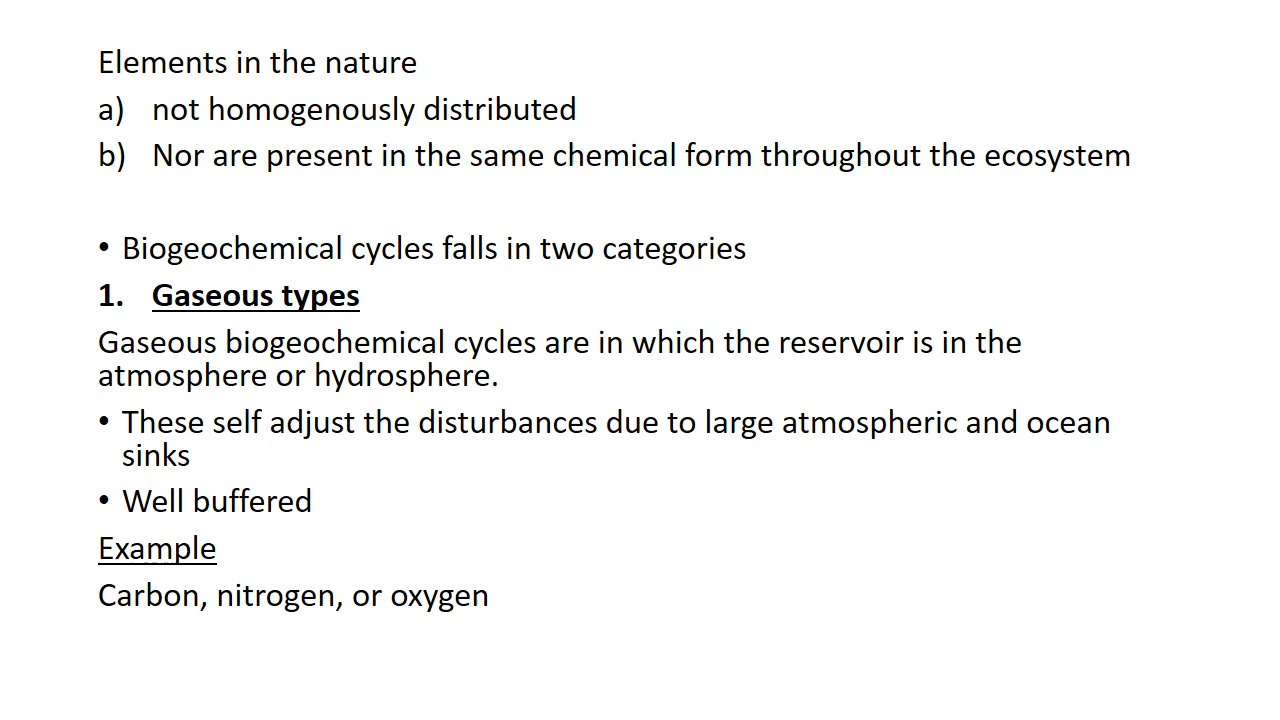 Elements in the nature
a) not homogenously distributed
b) Nor are present in the same chemical form throughout the ecosystem
• Biogeochemical cycles falls in two categories
1. Gaseous types
Gaseous biogeochemical cycles are in which the reservoir is in the
atmosphere or hydrosphere.
• These self adjust the disturbances due to large atmospheric and ocean
sinks
• Well buffered
Example
Carbon, nitrogen, or oxygen